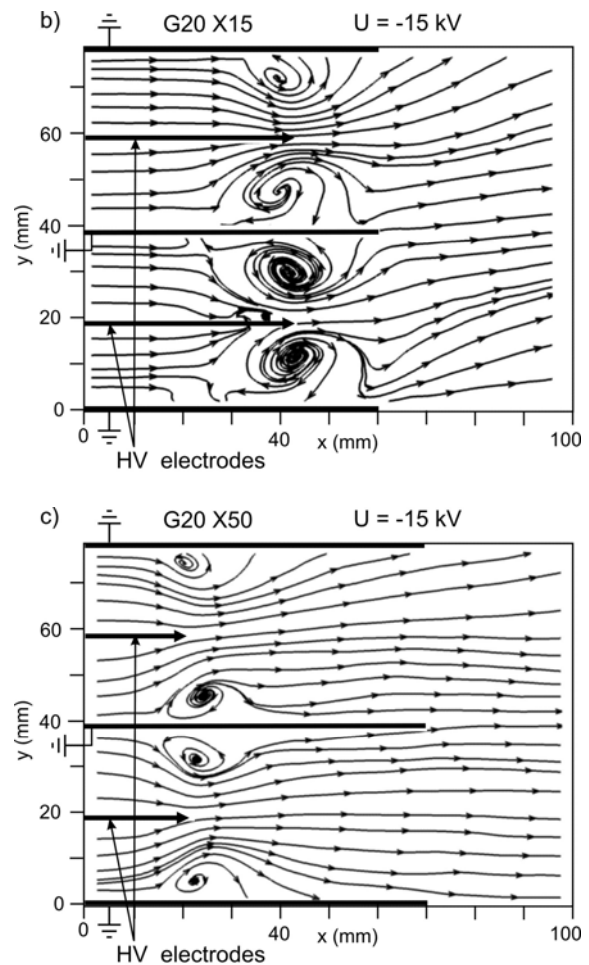 b) G20 X15 U = -15 kV
60
40
y (mm)
20
0
0 40 x (mm) 100
HV electrodes
c) G20 X50 U = -15 kV
60
40
y (mm)
20
0
0 20 40 x (mm) 100
HV electrodes